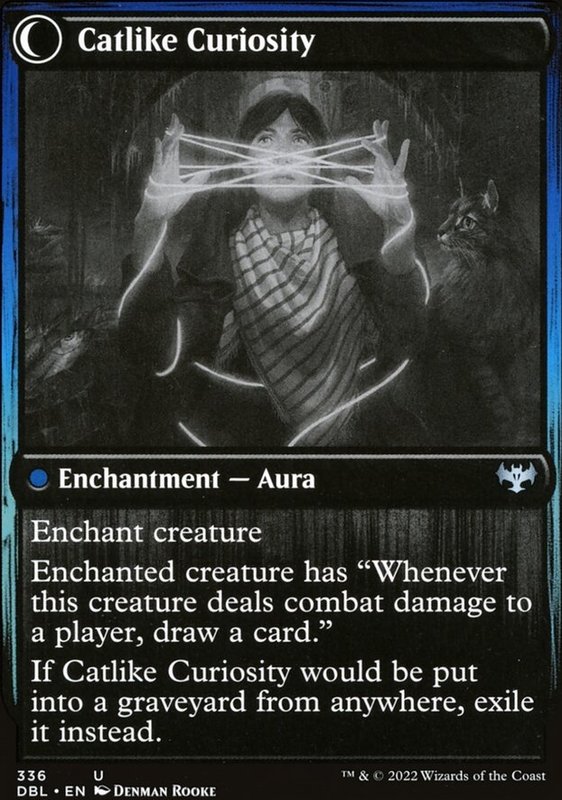 Catlike Curiosity
Enchantment — Aura
Enchant creature
Enchanted creature has “Whenever
this creature deals combat damage to
a player, draw a card.”
If Catlike Curiosity would be put
into a graveyard from anywhere, exile
it instead.
336 U
DBL • EN DENMAN ROOKE
™ & © 2022 Wizards of the Coast